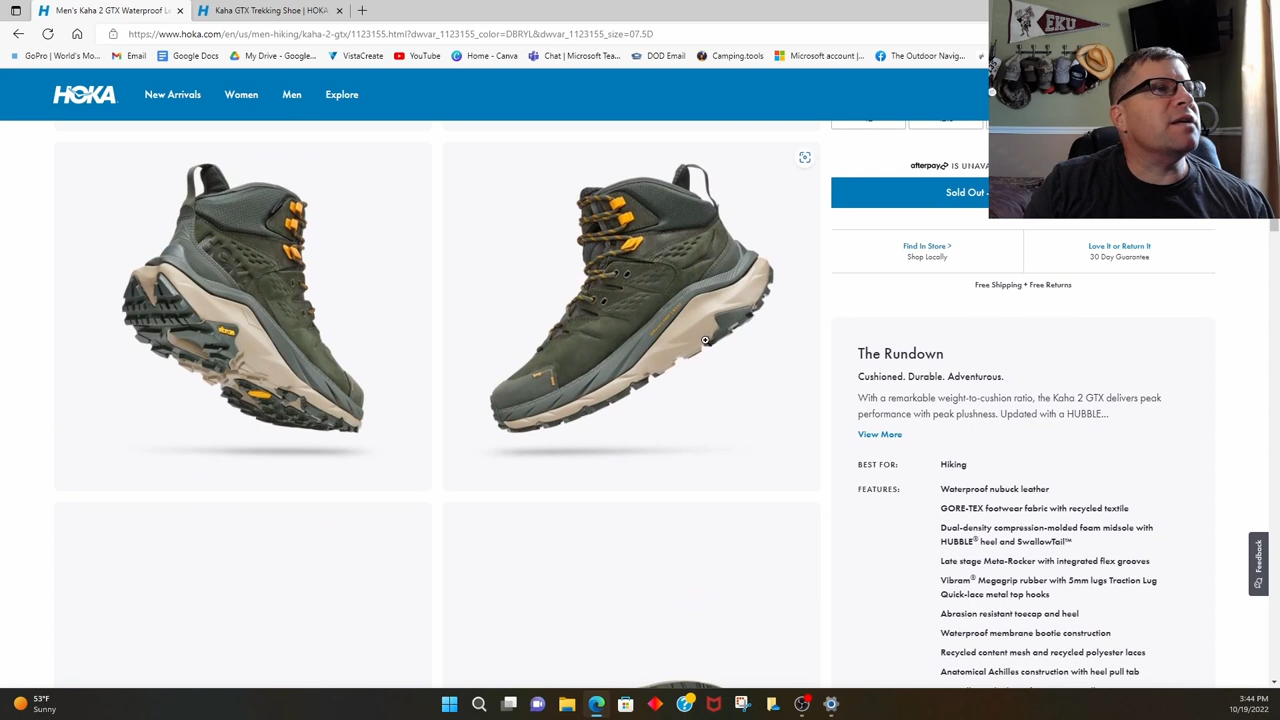 Men's Kaha 2 GTX Waterproof Le
Kaha GTX Trekking Shoe | HOKA
https://www.hoka.com/en/us/men-hiking/kaha-2-gtx/1123155.html?dwvar_1123155_color=DBRYL&dwvar_1123155_size=07.5D
GoPro | World's Mo...
Email
Google Docs
My Drive - Google...
VistaCreate
YouTube
Home - Canva
Chat | Microsoft Tea...
DOD Email
Camping.tools
Microsoft account |...
The Outdoor Navig...
EKU
HOKA
New Arrivals
Women
Men
Explore
afterpay IS UNAVA
Sold Out -
Find In Store >
Shop Locally
Love It or Return It
30 Day Guarantee
Free Shipping + Free Returns
The Rundown
Cushioned. Durable. Adventurous.
With a remarkable weight-to-cushion ratio, the Kaha 2 GTX delivers peak
performance with peak plushness. Updated with a HUBBLE...
View More
BEST FOR:
Hiking
FEATURES:
Waterproof nubuck leather
GORE-TEX footwear fabric with recycled textile
Dual-density compression-molded foam midsole with
HUBBLE® heel and SwallowTail™
Late stage Meta-Rocker with integrated flex grooves
Vibram® Megagrip rubber with 5mm lugs Traction Lug
Quick-lace metal top hooks
Abrasion resistant toecap and heel
Waterproof membrane bootie construction
Recycled content mesh and recycled polyester laces
Anatomical Achilles construction with heel pull tab
Feedback
53°F
Sunny
3:44 PM
10/19/2022